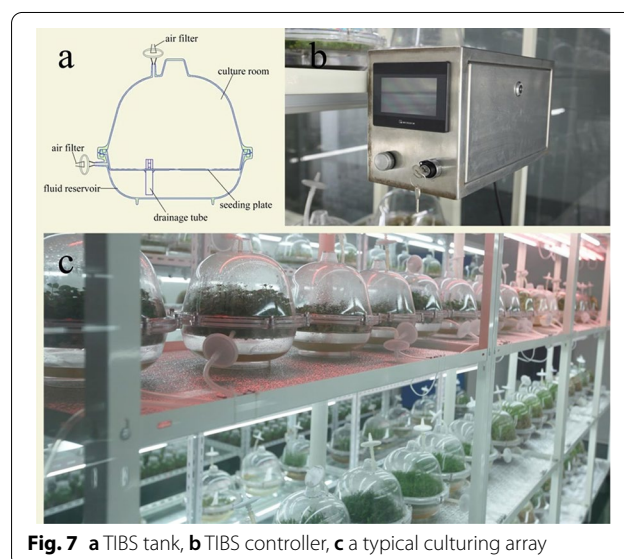 a
air filter
culture room
air filter
fluid reservoir
seeding plate
drainage tube
b
c
Fig. 7 a TIBS tank, b TIBS controller, c a typical culturing array